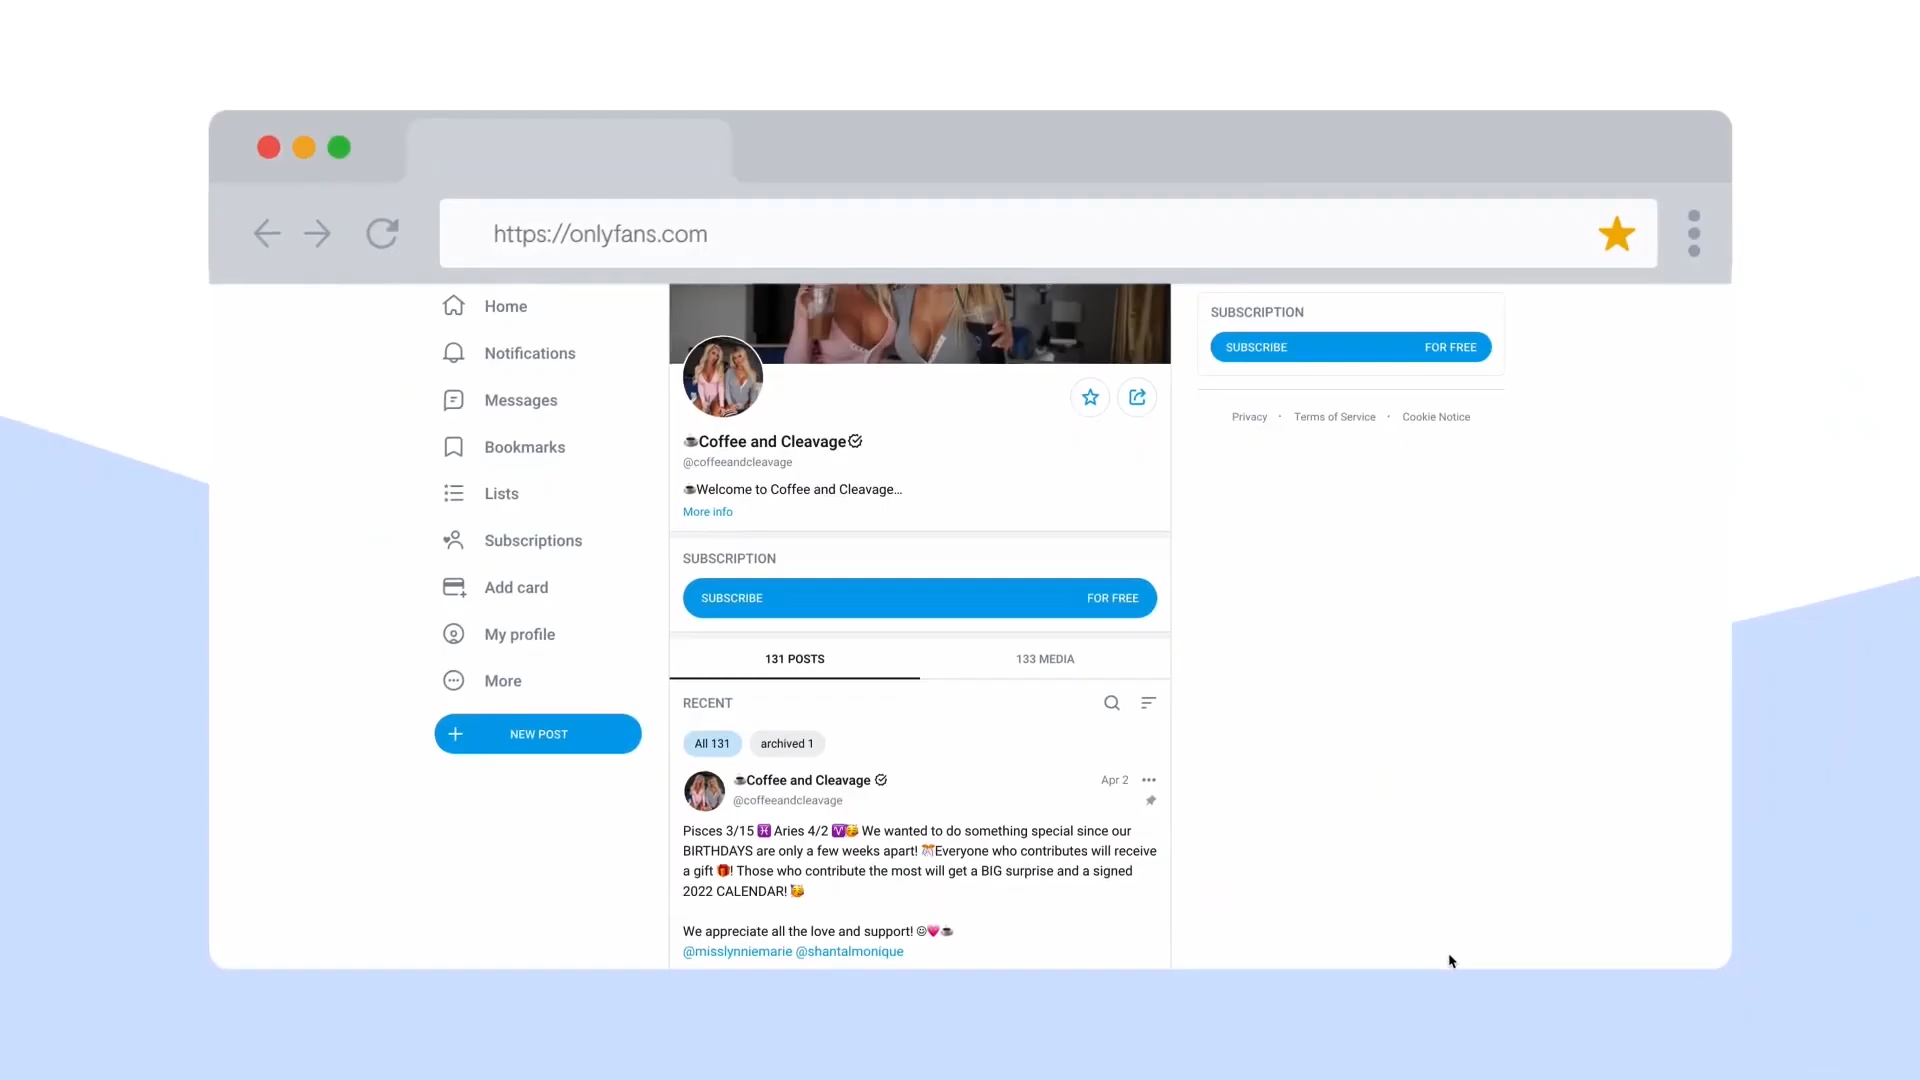 https://onlyfans.com
Home
Notifications
Messages
Bookmarks
Lists
Subscriptions
Add card
My profile
More
NEW POST
☕Coffee and Cleavage
@coffeeandcleavage
☕Welcome to Coffee and Cleavage...
More info
SUBSCRIPTION
SUBSCRIBE FOR FREE
131 POSTS 133 MEDIA
RECENT
All 131 archived 1
☕Coffee and Cleavage Apr 2
@coffeeandcleavage
Pisces 3/15 ♓ Aries 4/2 ♈🥳 We wanted to do something special since our
BIRTHDAYS are only a few weeks apart! 🎊Everyone who contributes will receive
a gift 🎁! Those who contribute the most will get a BIG surprise and a signed
2022 CALENDAR! 🥳
We appreciate all the love and support! ☺💗☕
@misslynniemarie @shantalmonique
SUBSCRIPTION
SUBSCRIBE FOR FREE
Privacy · Terms of Service · Cookie Notice